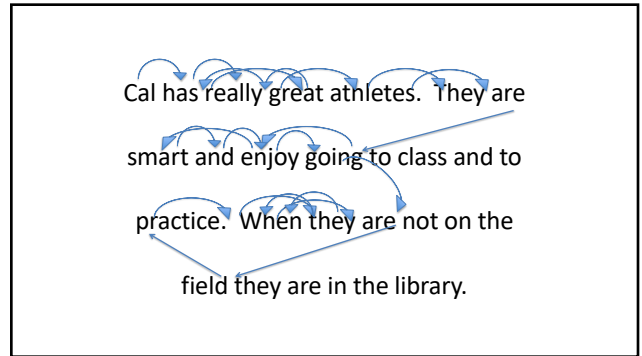 Cal has really great athletes.  They are
smart and enjoy going to class and to
practice.  When they are not on the
field they are in the library.